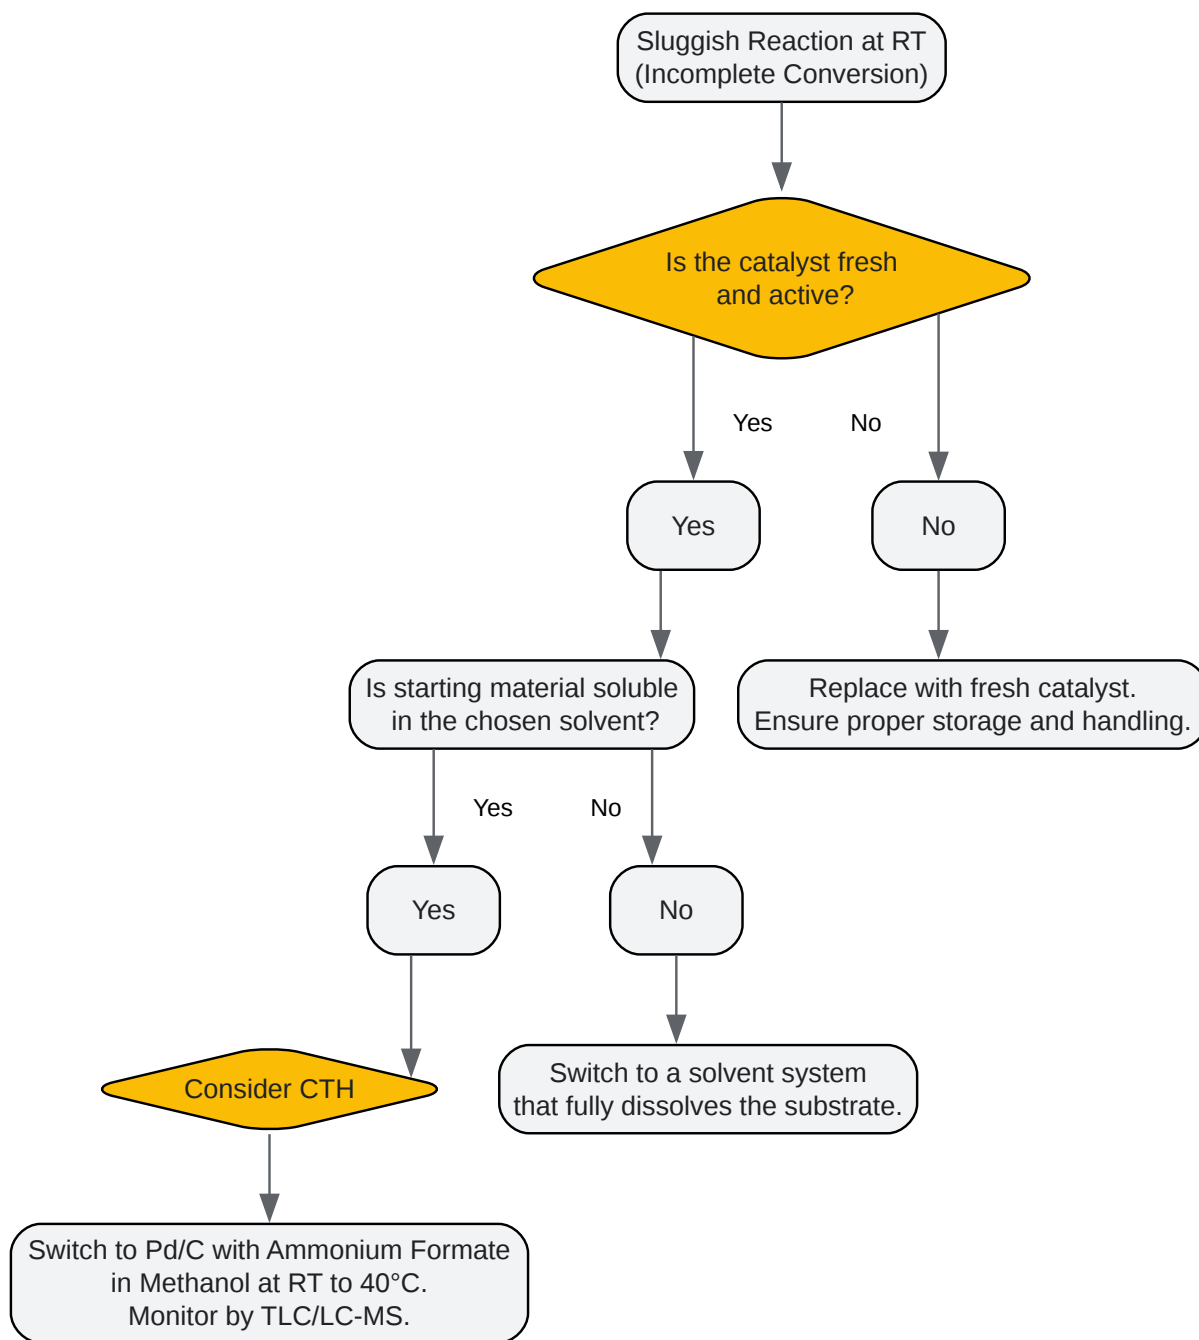 Sluggish Reaction at RT
(Incomplete Conversion)
Is the catalyst fresh
and active?
Yes
No
Yes
No
Is starting material soluble
in the chosen solvent?
Replace with fresh catalyst.
Ensure proper storage and handling.
Yes
No
Yes
No
Consider CTH
Switch to a solvent system
that fully dissolves the substrate.
Switch to Pd/C with Ammonium Formate
in Methanol at RT to 40°C.
Monitor by TLC/LC-MS.